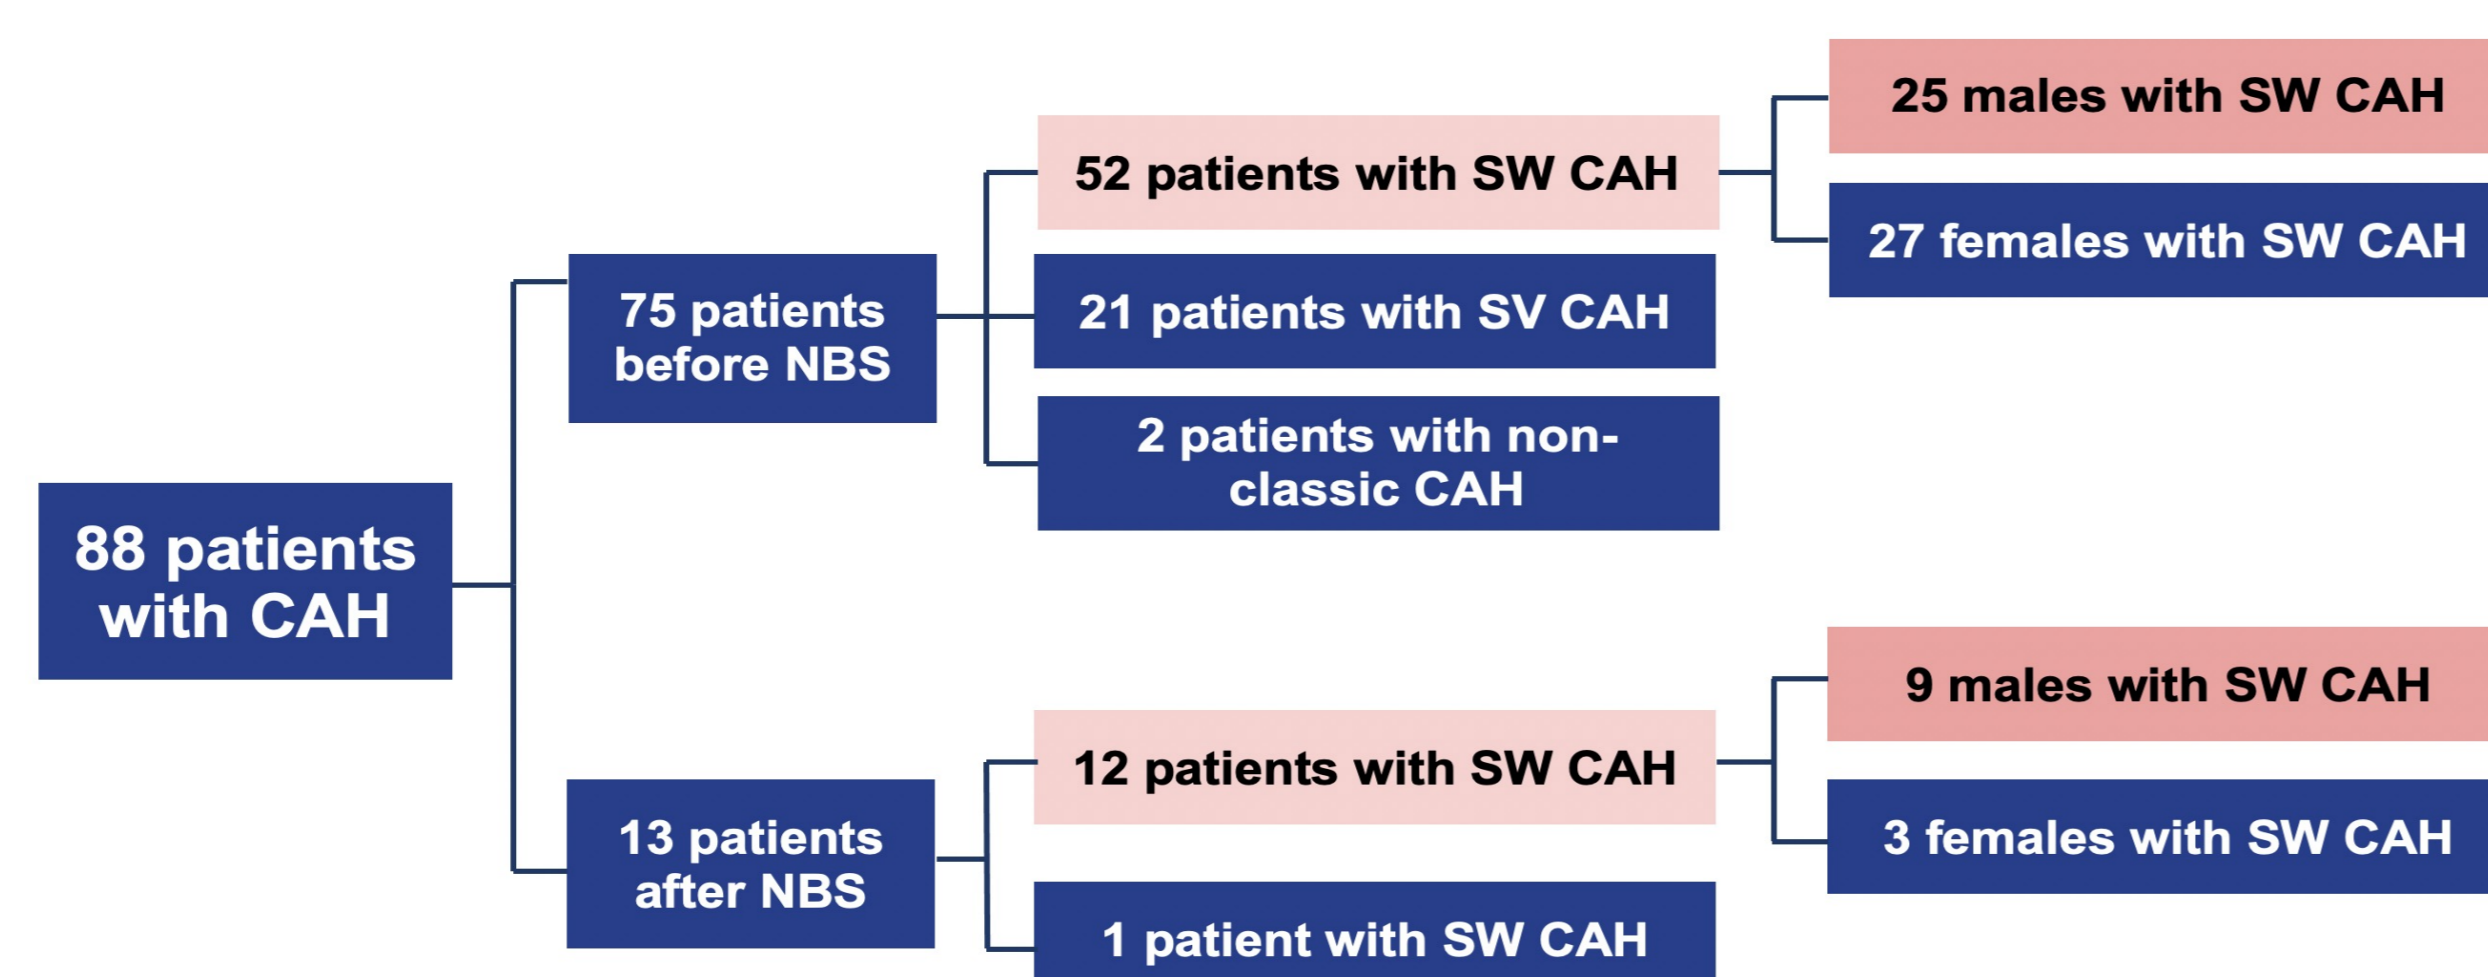 88 patients
with CAH
75 patients
before NBS
52 patients with SW CAH
25 males with SW CAH
27 females with SW CAH
21 patients with SV CAH
2 patients with non-
classic CAH
13 patients
after NBS
12 patients with SW CAH
9 males with SW CAH
3 females with SW CAH
1 patient with SW CAH